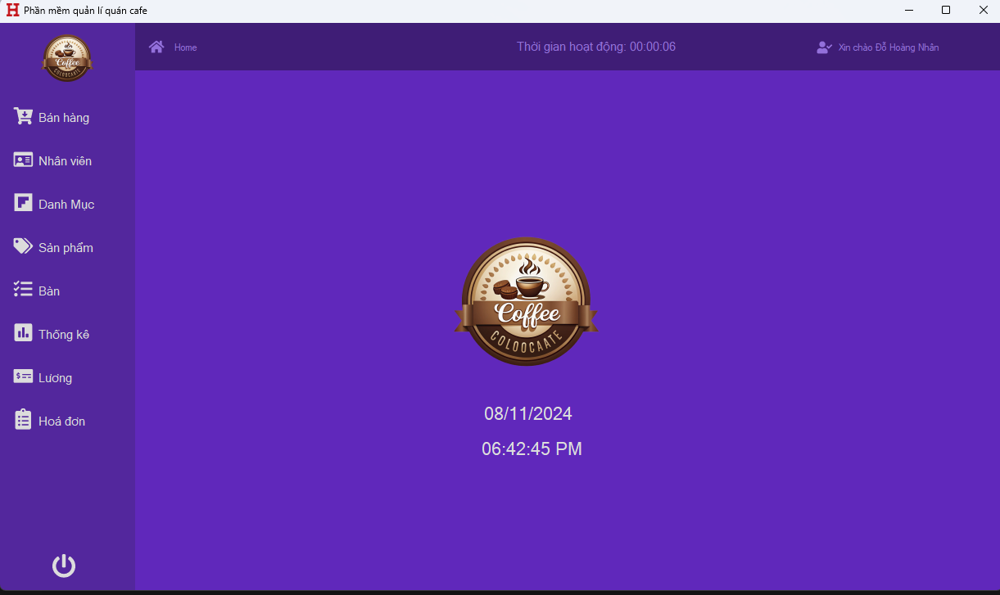 H Phần mềm quản lí quán cafe
Coffee
COLOOCAATE
Home
Thời gian hoạt động: 00:00:06
Xin chào Đỗ Hoàng Nhân
Bán hàng
Nhân viên
Danh Mục
Sản phẩm
Bàn
Thống kê
Lương
Hoá đơn
Coffee
COLOOCAATE
08/11/2024
06:42:45 PM